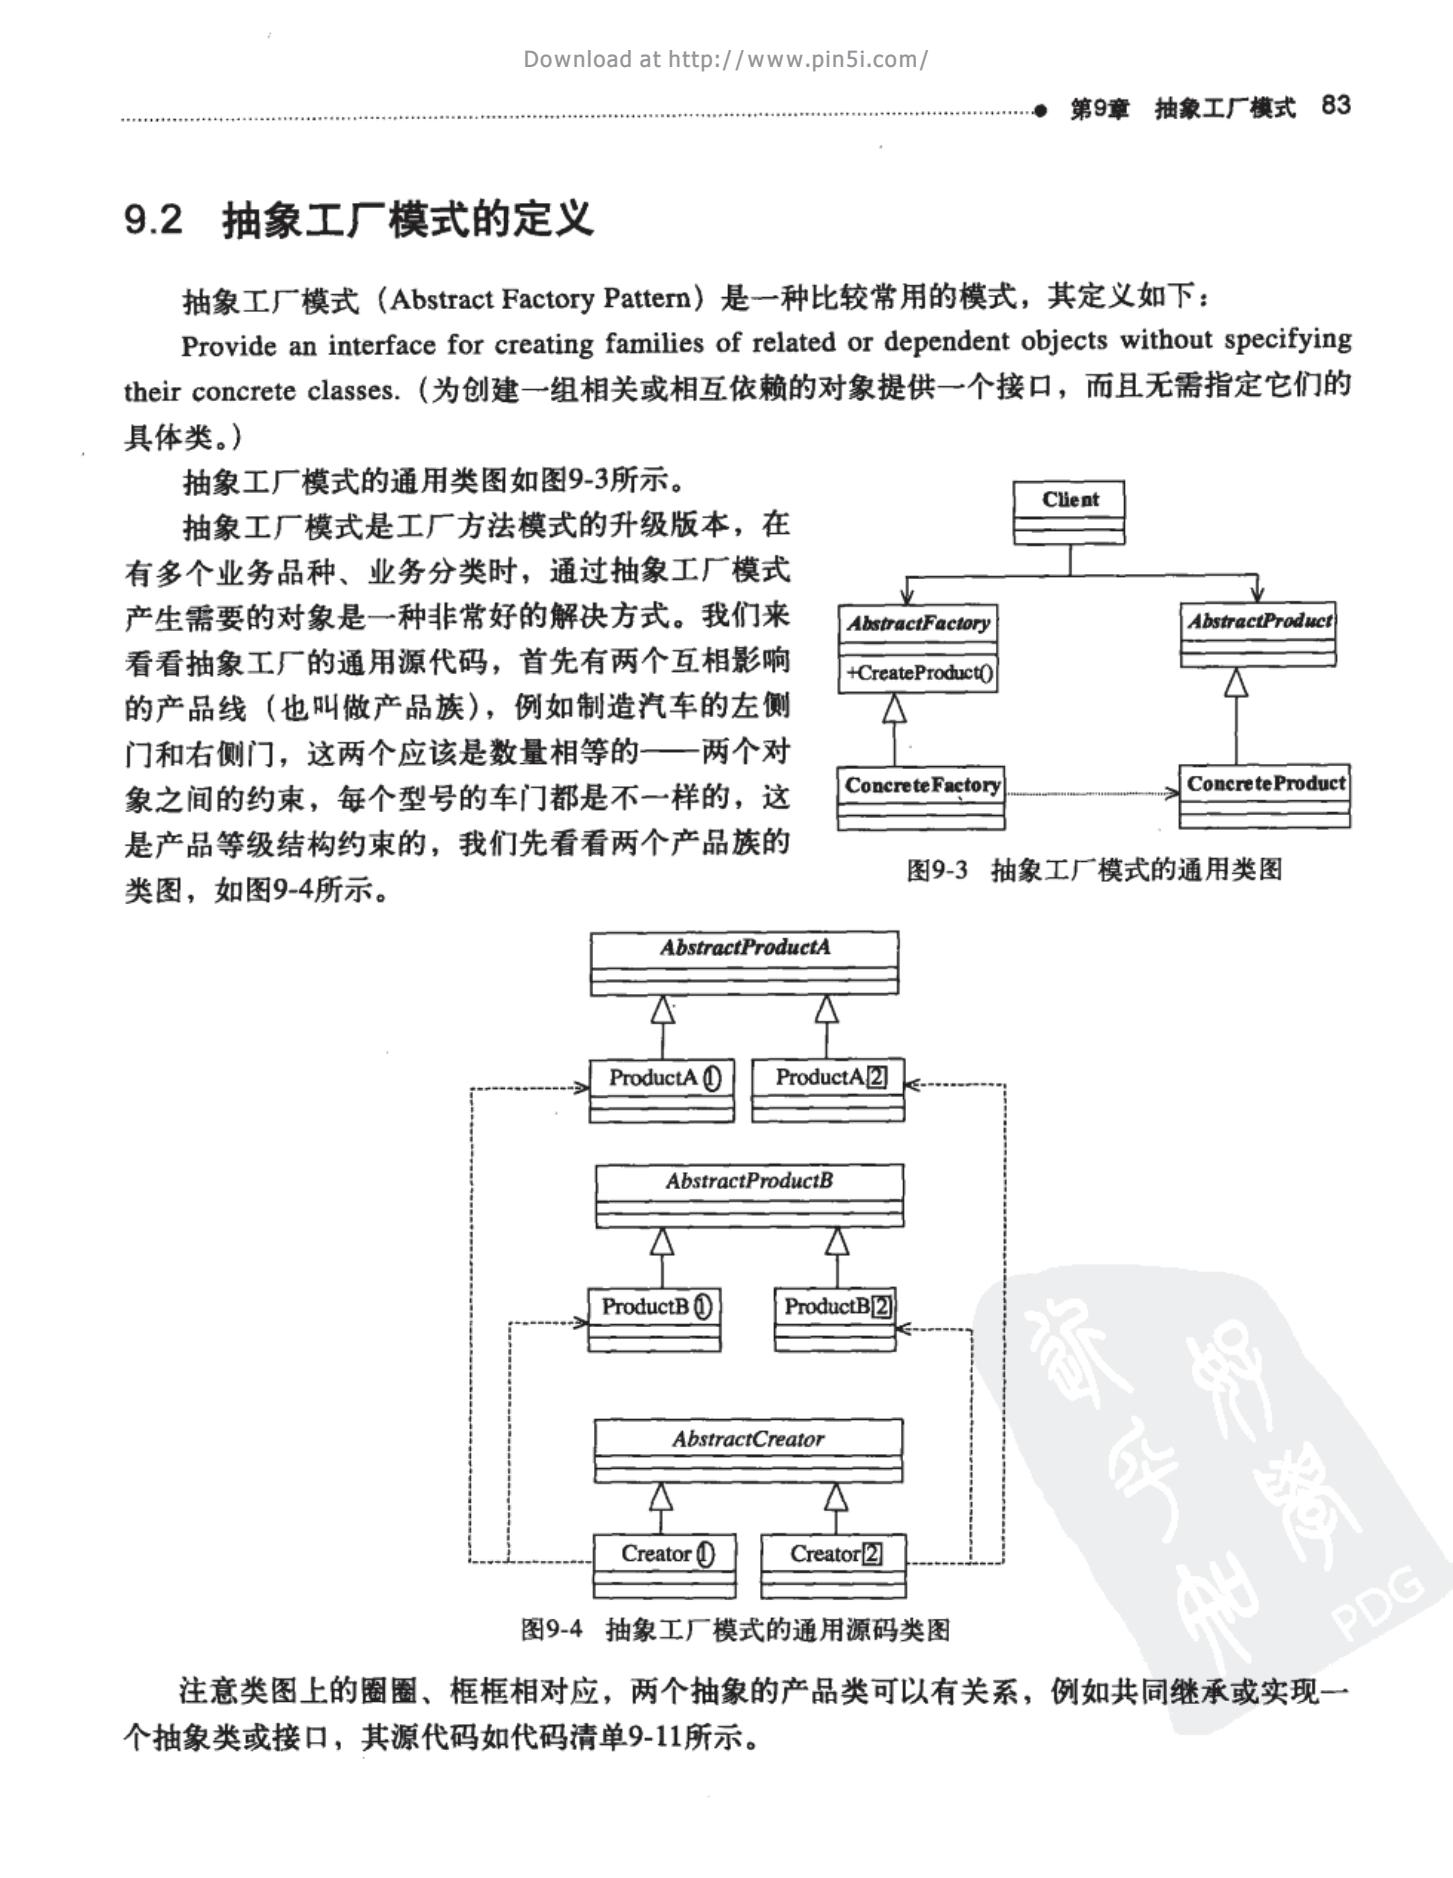 Download at http://www.pin5i.com/
第9章 抽象工厂模式 83
9.2 抽象工厂模式的定义
抽象工厂模式（Abstract Factory Pattern）是一种比较常用的模式，其定义如下：
Provide an interface for creating families of related or dependent objects without specifying
their concrete classes.（为创建一组相关或相互依赖的对象提供一个接口，而且无需指定它们的
具体类。）
抽象工厂模式的通用类图如图9-3所示。
抽象工厂模式是工厂方法模式的升级版本，在
有多个业务品种、业务分类时，通过抽象工厂模式
产生需要的对象是一种非常好的解决方式。我们来
看看抽象工厂的通用源代码，首先有两个互相影响
的产品线（也叫做产品族），例如制造汽车的左侧
门和右侧门，这两个应该是数量相等的——两个对
象之间的约束，每个型号的车门都是不一样的，这
是产品等级结构约束的，我们先看看两个产品族的
类图，如图9-4所示。
Client
AbstractFactory
+CreateProduct()
AbstractProduct
ConcreteFactory
ConcreteProduct
图9-3 抽象工厂模式的通用类图
AbstractProductA
ProductA①
ProductA2
AbstractProductB
ProductB①
ProductB2
AbstractCreator
Creator①
Creator2
图9-4 抽象工厂模式的通用源码类图
注意类图上的圈圈、框框相对应，两个抽象的产品类可以有关系，例如共同继承或实现一
个抽象类或接口，其源代码如代码清单9-11所示。
PDG